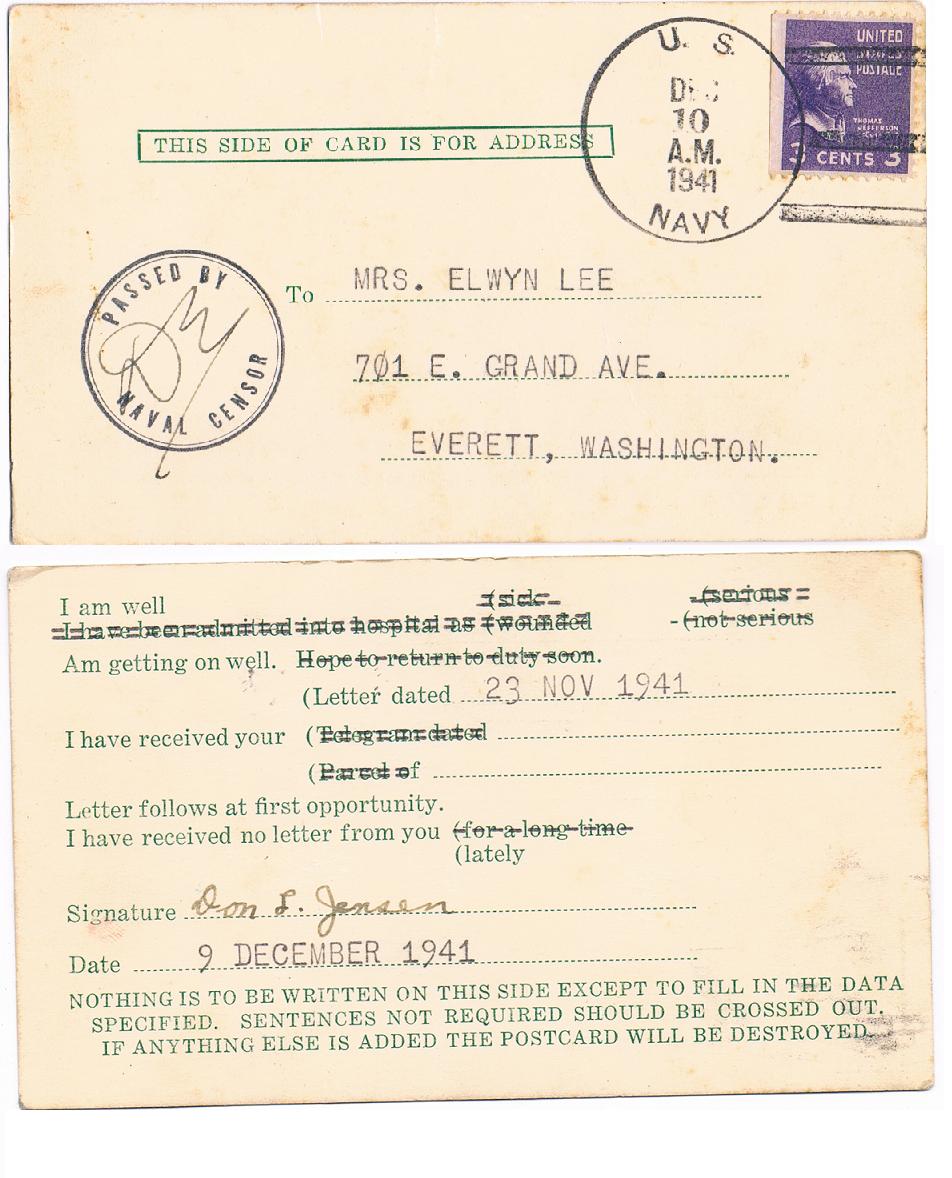 U. S.
DEC
10
A.M.
1941
NAVY
UNITED
STATES
POSTAGE
THOMAS
JEFFERSON
3 CENTS 3
THIS SIDE OF CARD IS FOR ADDRESS
PASSED BY
NAVAL CENSOR
To MRS. ELWYN LEE
701 E. GRAND AVE.
EVERETT, WASHINGTON.
I am well
(sick (serious
I have been admitted into hospital as (wounded (not serious
Am getting on well. Hope to return to duty soon.
(Letter dated 23 NOV 1941
I have received your (Telegram dated
(Parcel of
Letter follows at first opportunity.
I have received no letter from you (for a long time
(lately
Signature Don L. Jensen
Date 9 DECEMBER 1941
NOTHING IS TO BE WRITTEN ON THIS SIDE EXCEPT TO FILL IN THE DATA
SPECIFIED. SENTENCES NOT REQUIRED SHOULD BE CROSSED OUT.
IF ANYTHING ELSE IS ADDED THE POSTCARD WILL BE DESTROYED.